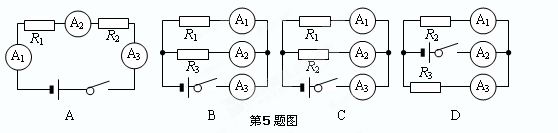 R1 A2 R2 A1 A3 A
R1 A1 R3 A2 A3 B
R1 A1 R2 A2 A3 C
R2 A1 A2 R3 A3 D
第5题图